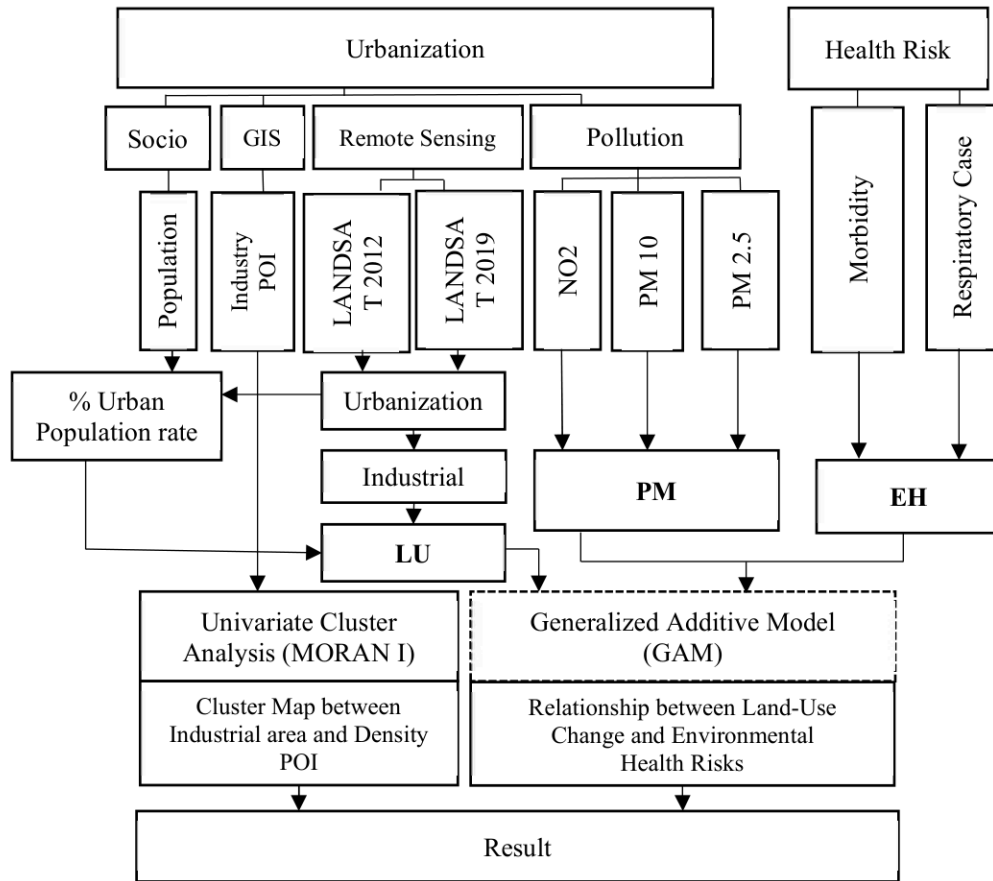 Urbanization
Health Risk
Socio
GIS
Remote Sensing
Pollution
Population
Industry
POI
LANDSA
T 2012
LANDSA
T 2019
NO2
PM 10
PM 2.5
Morbidity
Respiratory Case
% Urban
Population rate
Urbanization
Industrial
PM
EH
LU
Univariate Cluster
Analysis (MORAN I)
Generalized Additive Model
(GAM)
Cluster Map between
Industrial area and Density
POI
Relationship between Land-Use
Change and Environmental
Health Risks
Result